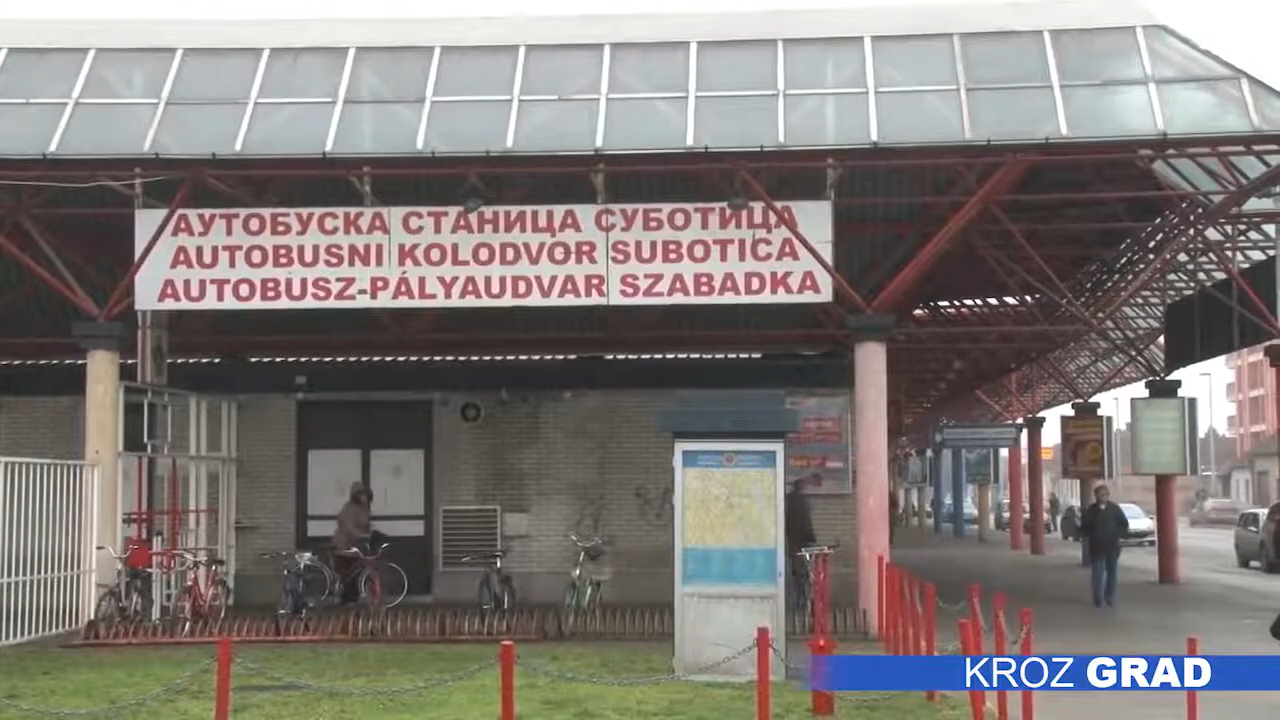 АУТОБУСКА СТАНИЦА СУБОТИЦА
AUTOBUSNI KOLODVOR SUBOTICA
AUTOBUSZ-PÁLYAUDVAR SZABADKA
KROZ GRAD